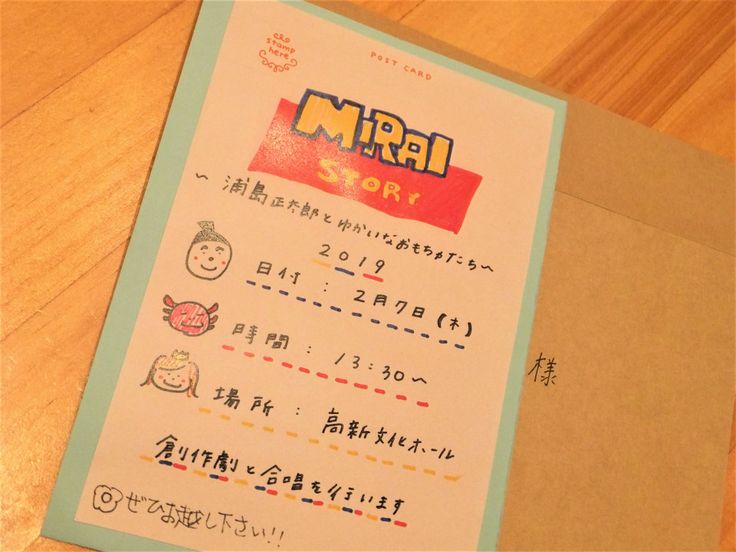 cho
stamp
here
POST CARD
MiRAI
STORY
〜 浦島正太郎とゆかいなおもちゃたち〜
2019
日付 : 2月7日(木)
時間 : 13:30〜
場所 : 高新文化ホール
創作劇と合唱を行います
ぜひお越し下さい!!
様